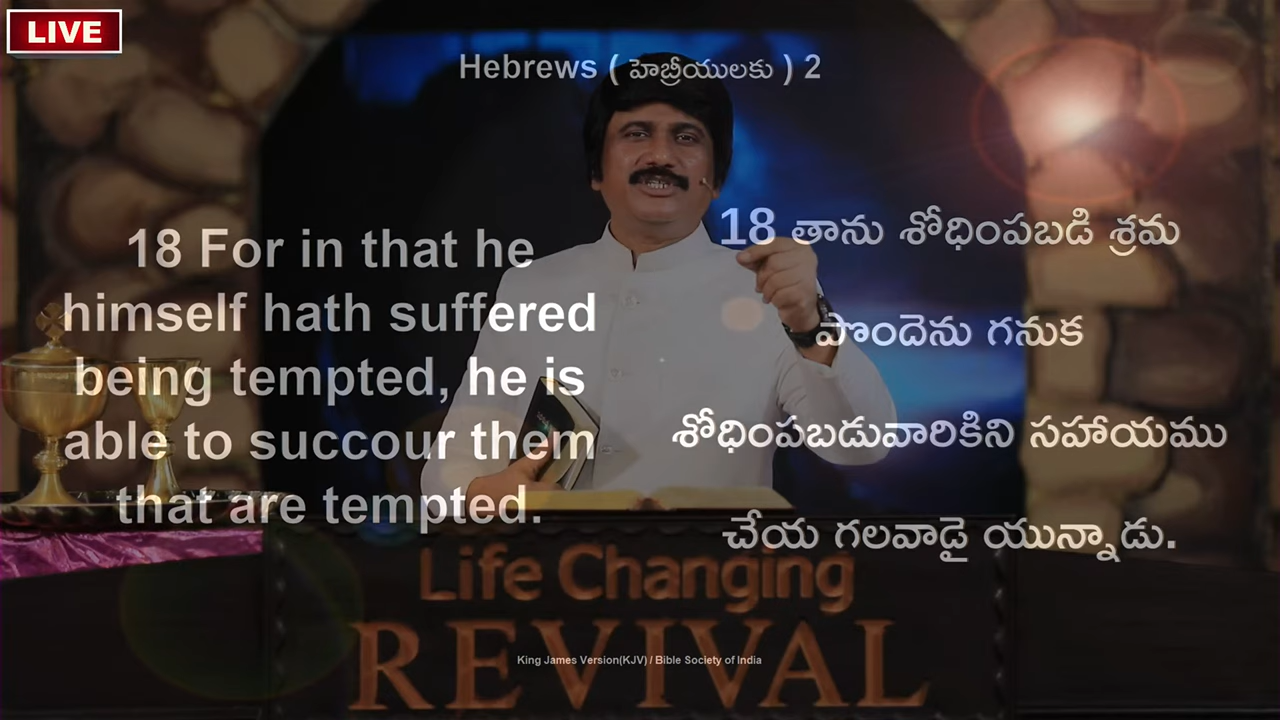 LIVE
Hebrews ( హెబ్రీయులకు ) 2
18 For in that he
himself hath suffered
being tempted, he is
able to succour them
that are tempted.
18 తాను శోధింపబడి శ్రమ
పొందెను గనుక
శోధింపబడువారికిని సహాయము
చేయ గలవాడై యున్నాడు.
Life Changing
REVIVAL
King James Version(KJV) / Bible Society of India